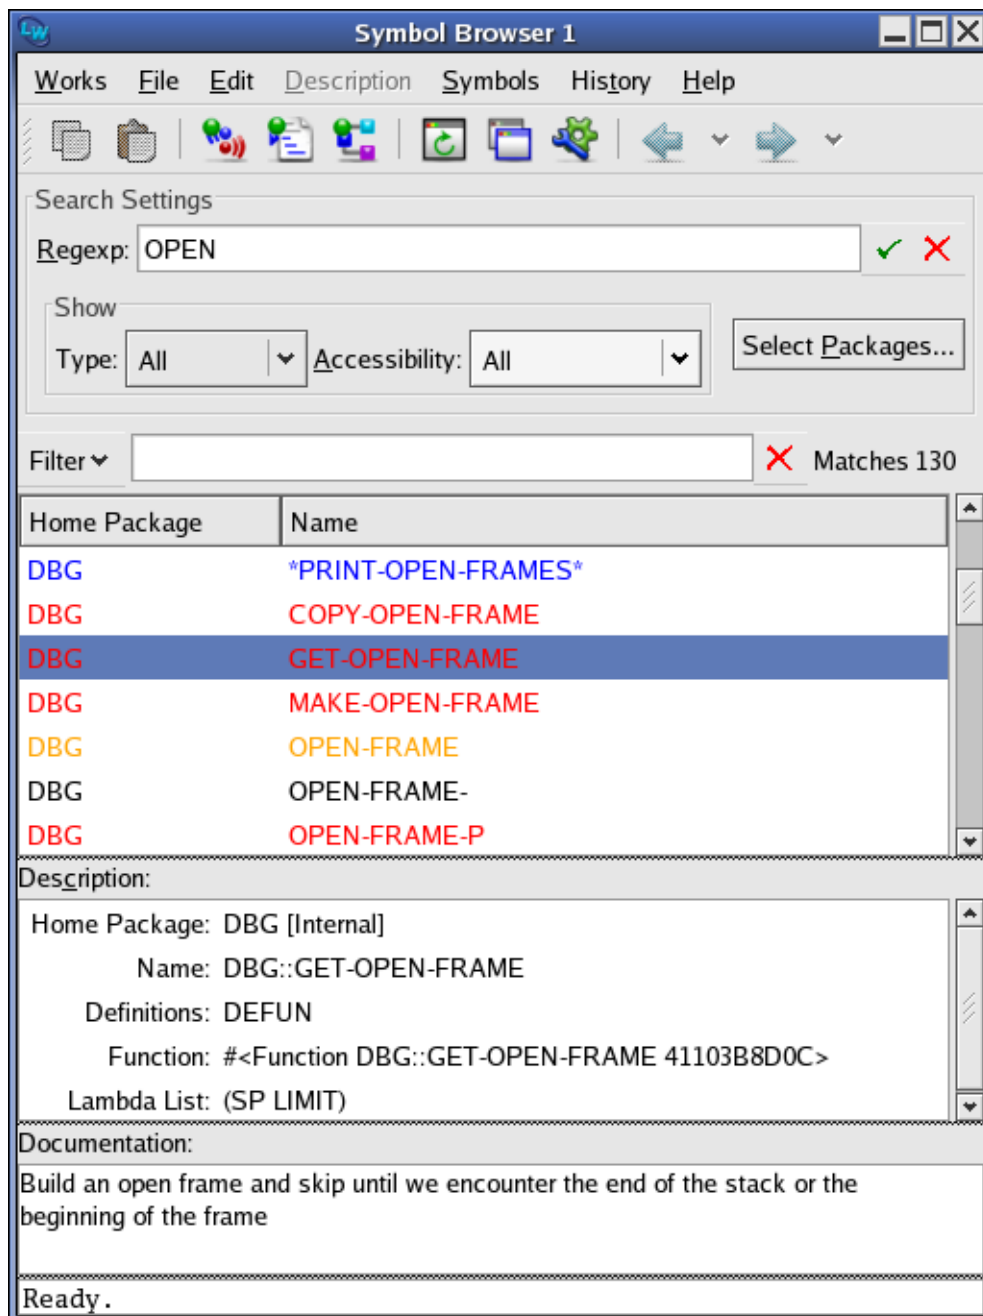 LW Symbol Browser 1
Works File Edit Description Symbols History Help
Search Settings
Regexp: OPEN
Show
Type: All Accessibility: All Select Packages...
Filter Matches 130
Home Package Name
DBG *PRINT-OPEN-FRAMES*
DBG COPY-OPEN-FRAME
DBG GET-OPEN-FRAME
DBG MAKE-OPEN-FRAME
DBG OPEN-FRAME
DBG OPEN-FRAME-
DBG OPEN-FRAME-P
Description:
Home Package: DBG [Internal]
Name: DBG::GET-OPEN-FRAME
Definitions: DEFUN
Function: #<Function DBG::GET-OPEN-FRAME 41103B8D0C>
Lambda List: (SP LIMIT)
Documentation:
Build an open frame and skip until we encounter the end of the stack or the
beginning of the frame
Ready.